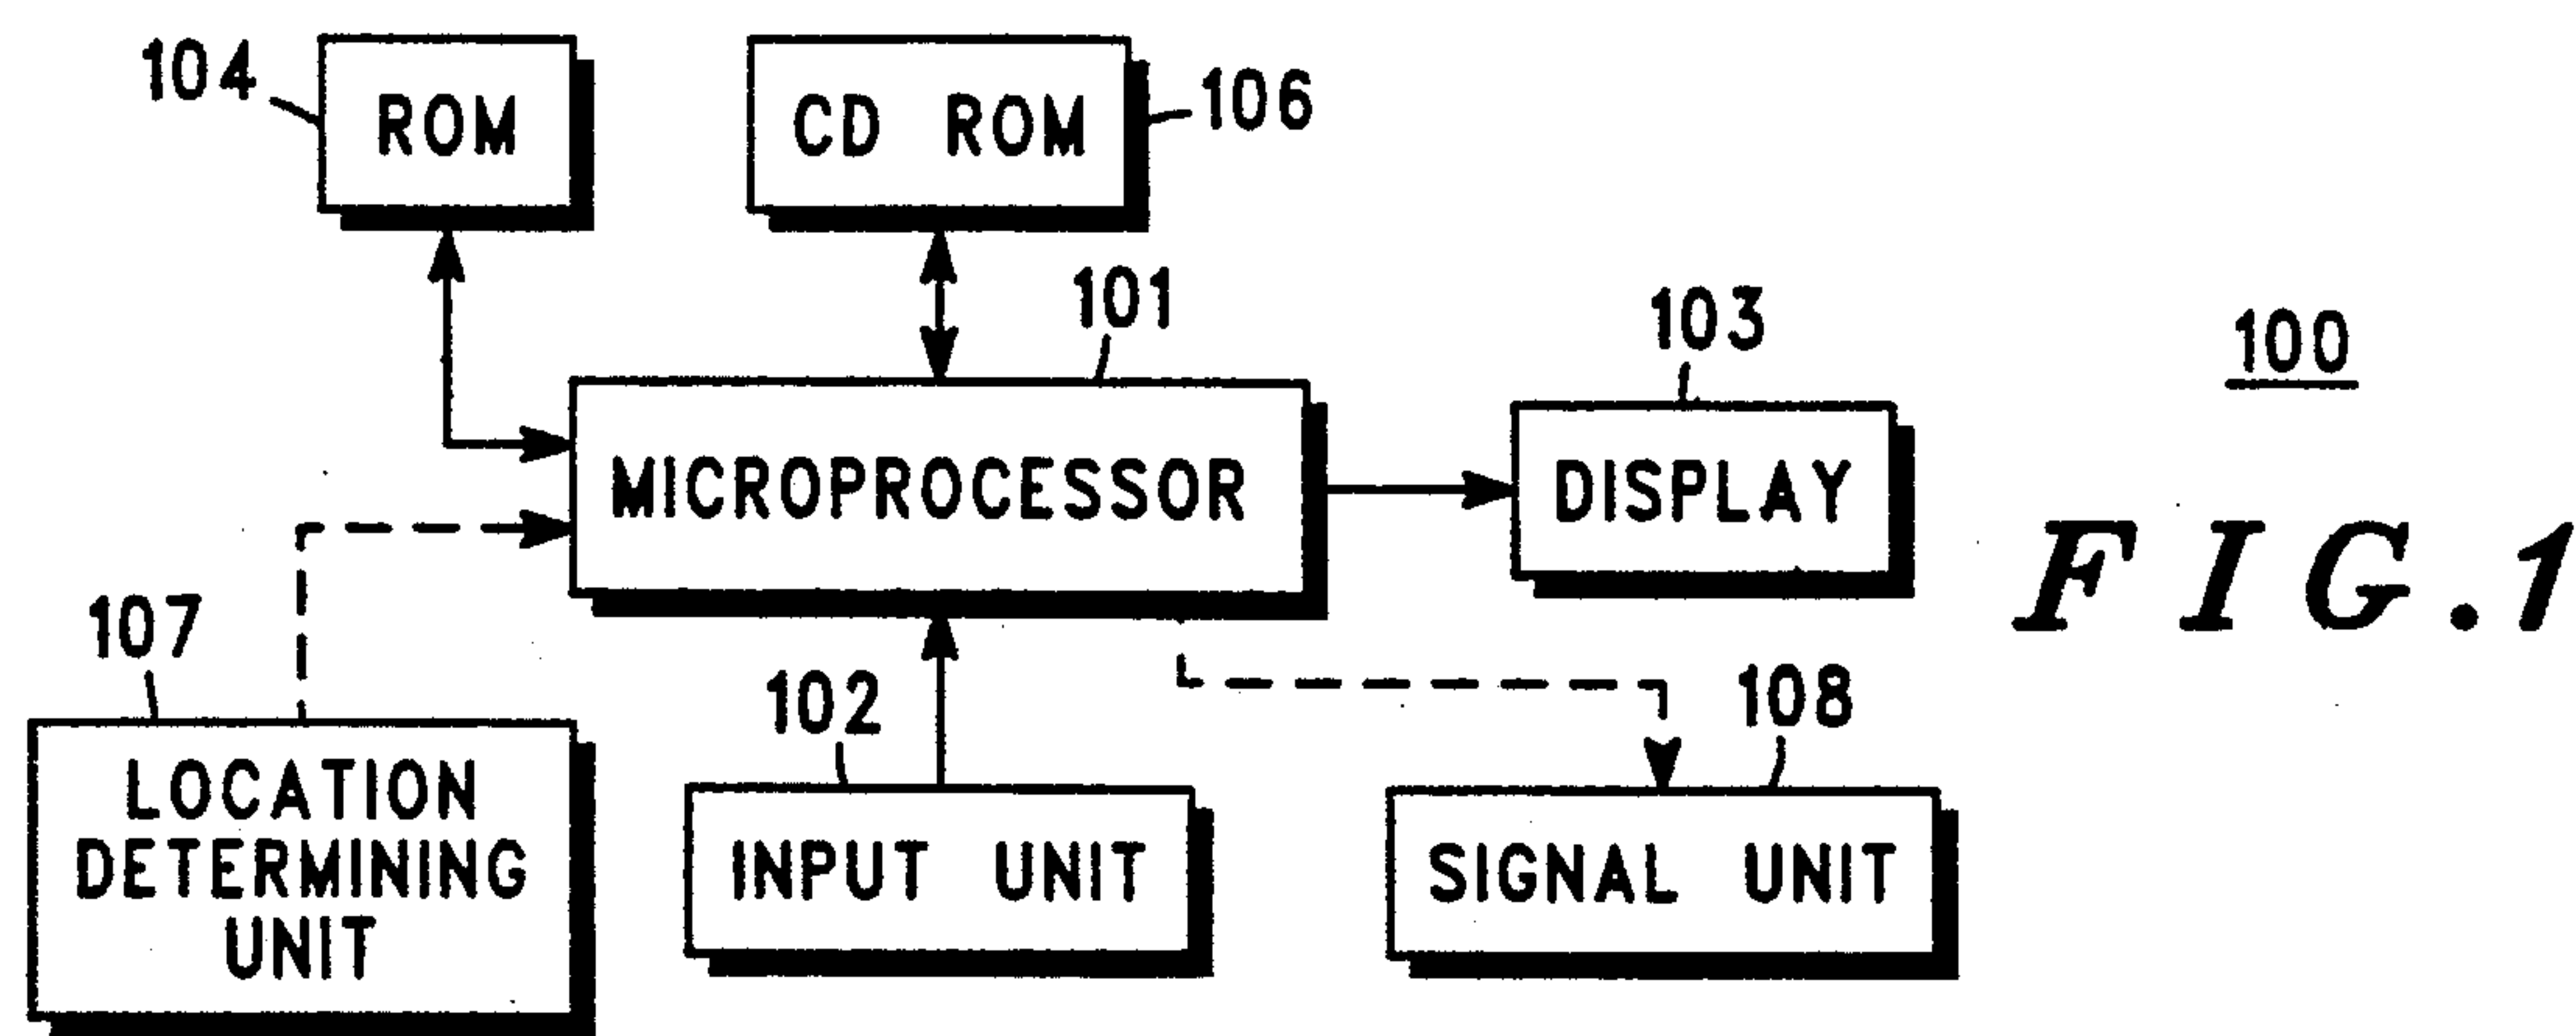 104
ROM
CD ROM
106
101
103
100
MICROPROCESSOR
DISPLAY
FIG.1
107
102
108
LOCATION
DETERMINING
UNIT
INPUT UNIT
SIGNAL UNIT